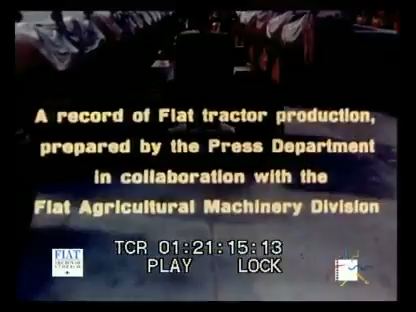 A record of Fiat tractor production,
prepared by the Press Department
in collaboration with the
Fiat Agricultural Machinery Division
TCR 01:21:15:13
PLAY LOCK
FIAT